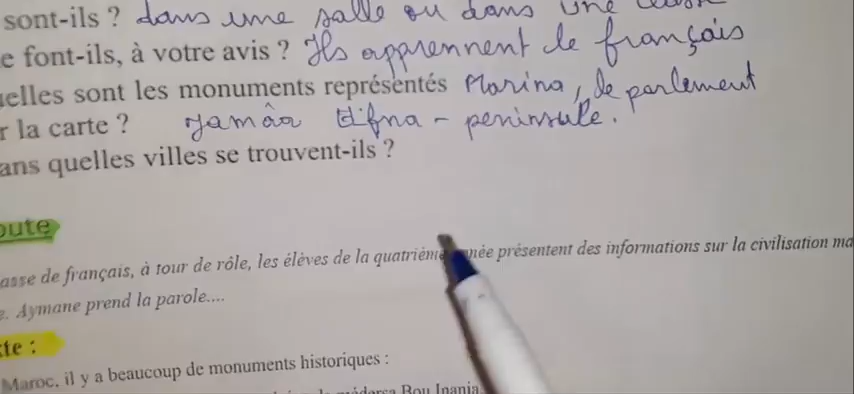 sont-ils ? dans une salle ou dans une
e font-ils, à votre avis ? Ils apprennent le français
uelles sont les monuments représentés Marina, le parlement
r la carte ? Jamâa Elfna - peninsule.
ans quelles villes se trouvent-ils ?
oute
asse de français, à tour de rôle, les élèves de la quatrième née présentent des informations sur la civilisation ma
e. Aymane prend la parole....
te :
Maroc, il y a beaucoup de monuments historiques :
Bou Inania